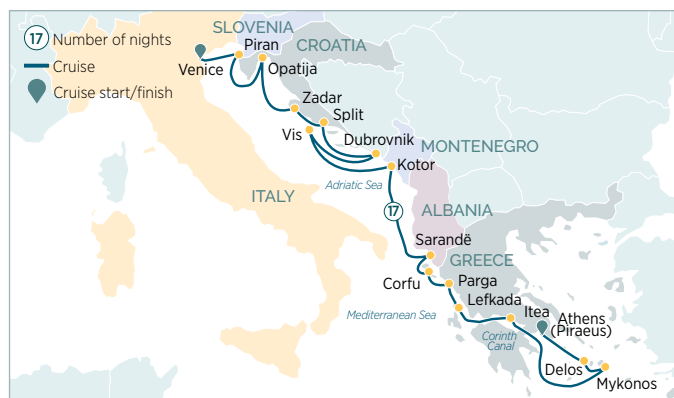 17 Number of nights
Cruise
Cruise start/finish
SLOVENIA
Piran
CROATIA
Venice
Opatija
Zadar
Split
Vis
Dubrovnik
MONTENEGRO
Kotor
Adriatic Sea
ITALY
17
ALBANIA
Sarandë
GREECE
Corfu
Parga
Lefkada
Mediterranean Sea
Itea
Athens
(Piraeus)
Corinth
Canal
Delos
Mykonos